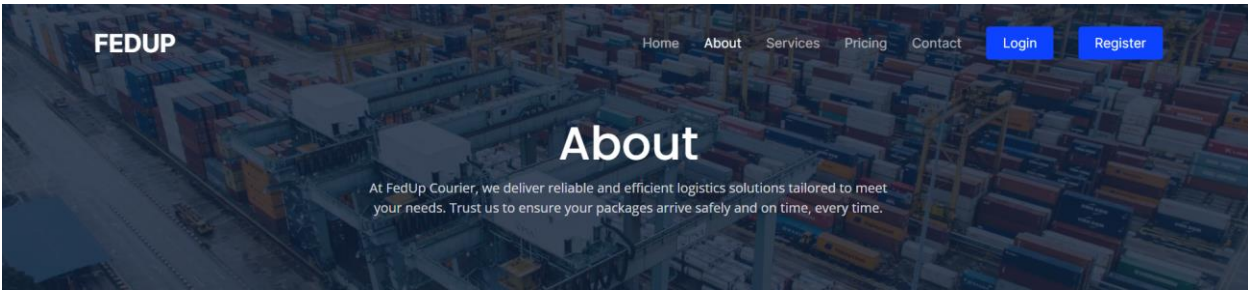 FEDUP
Home About Services Pricing Contact Login Register
About
At FedUp Courier, we deliver reliable and efficient logistics solutions tailored to meet
your needs. Trust us to ensure your packages arrive safely and on time, every time.